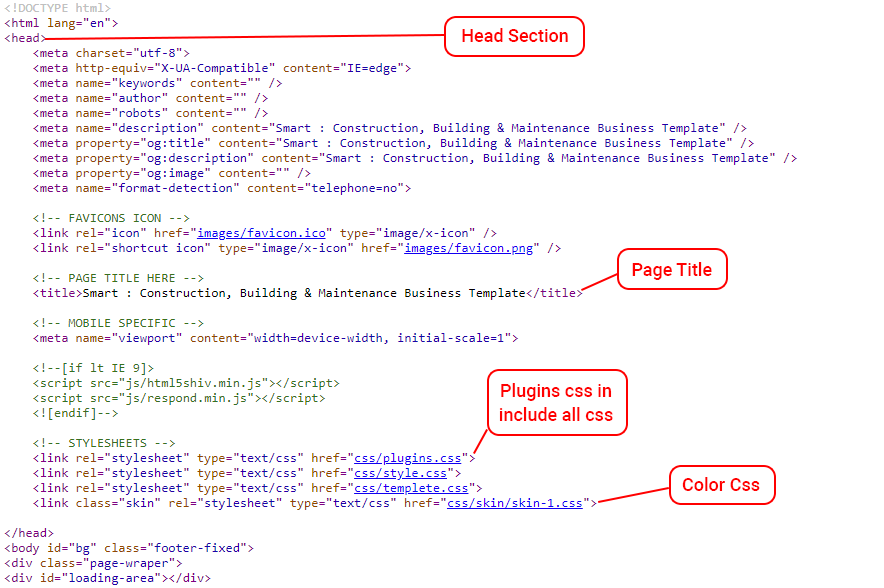 <!DOCTYPE html>
<html lang="en">
<head>
Head Section
<meta charset="utf-8">
<meta http-equiv="X-UA-Compatible" content="IE=edge">
<meta name="keywords" content="" />
<meta name="author" content="" />
<meta name="robots" content="" />
<meta name="description" content="Smart : Construction, Building & Maintenance Business Template" />
<meta property="og:title" content="Smart : Construction, Building & Maintenance Business Template" />
<meta property="og:description" content="Smart : Construction, Building & Maintenance Business Template" />
<meta property="og:image" content="" />
<meta name="format-detection" content="telephone=no">
<!-- FAVICONS ICON -->
<link rel="icon" href="images/favicon.ico" type="image/x-icon" />
<link rel="shortcut icon" type="image/x-icon" href="images/favicon.png" />
<!-- PAGE TITLE HERE -->
<title>Smart : Construction, Building & Maintenance Business Template</title>
Page Title
<!-- MOBILE SPECIFIC -->
<meta name="viewport" content="width=device-width, initial-scale=1">
<!--[if lt IE 9]>
<script src="js/html5shiv.min.js"></script>
<script src="js/respond.min.js"></script>
<![endif]-->
Plugins css in
include all css
<!-- STYLESHEETS -->
<link rel="stylesheet" type="text/css" href="css/plugins.css">
<link rel="stylesheet" type="text/css" href="css/style.css">
<link rel="stylesheet" type="text/css" href="css/templete.css">
<link class="skin" rel="stylesheet" type="text/css" href="css/skin/skin-1.css">
Color Css
</head>
<body id="bg" class="footer-fixed">
<div class="page-wraper">
<div id="loading-area"></div>